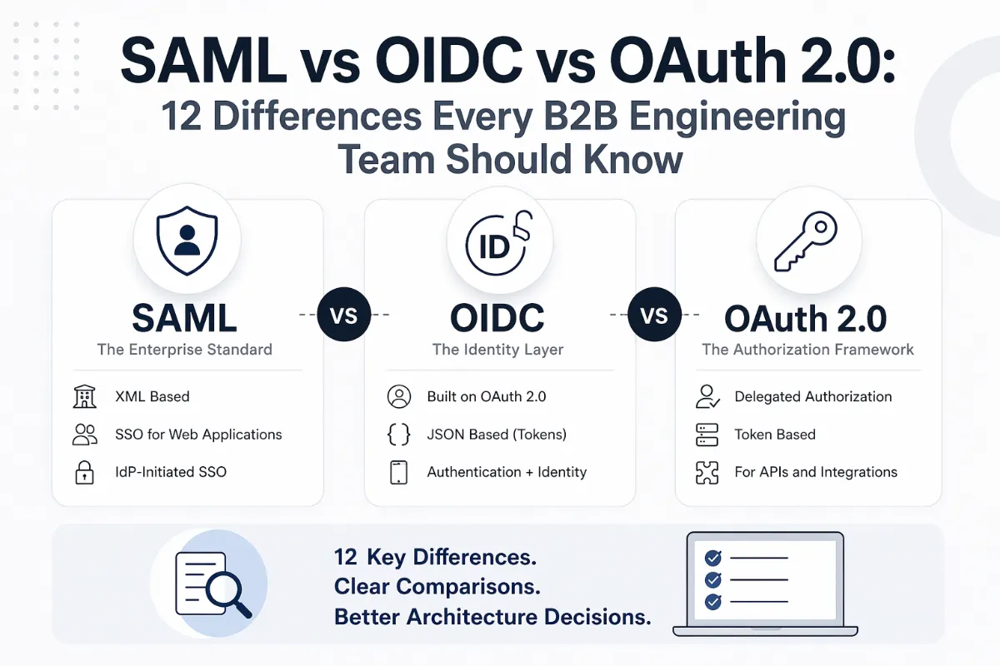 SAML vs OIDC vs OAuth 2.0:
12 Differences Every B2B Engineering
Team Should Know
SAML
The Enterprise Standard
XML Based
SSO for Web Applications
IdP-Initiated SSO
VS
ID
OIDC
The Identity Layer
Built on OAuth 2.0
JSON Based (Tokens)
Authentication + Identity
VS
OAuth 2.0
The Authorization Framework
Delegated Authorization
Token Based
For APIs and Integrations
12 Key Differences.
Clear Comparisons.
Better Architecture Decisions.